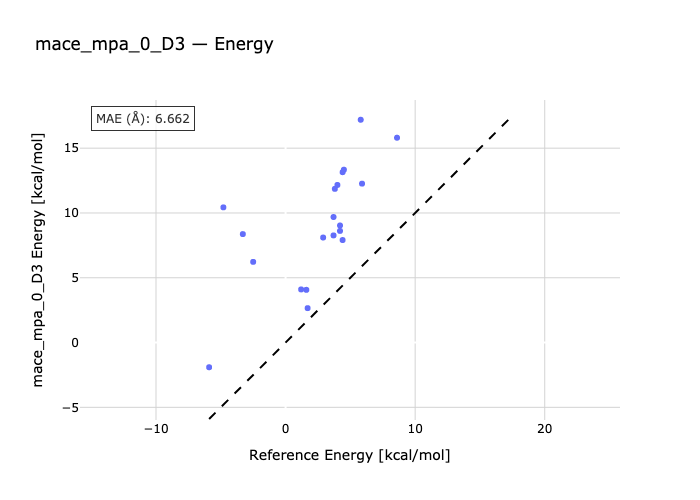 mace_mpa_0_D3 — Energy
MAE (Å): 6.662
mace_mpa_0_D3 Energy [kcal/mol]
15
10
5
0
−5
−10
0
10
20
Reference Energy [kcal/mol]